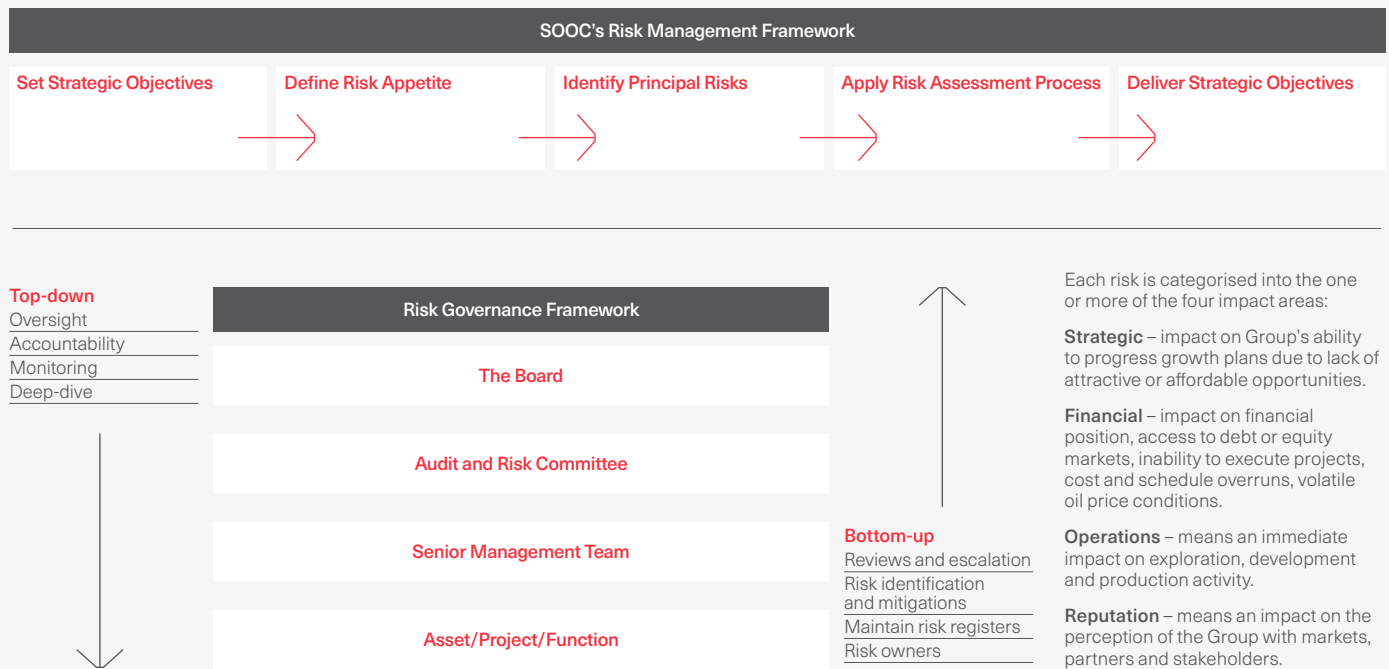 SOOC's Risk Management Framework
Set Strategic Objectives
Define Risk Appetite
Identify Principal Risks
Apply Risk Assessment Process
Deliver Strategic Objectives
Top-down
Oversight
Accountability
Monitoring
Deep-dive
Risk Governance Framework
The Board
Audit and Risk Committee
Senior Management Team
Asset/Project/Function
Bottom-up
Reviews and escalation
Risk identification
and mitigations
Maintain risk registers
Risk owners
Each risk is categorised into the one
or more of the four impact areas:
Strategic – impact on Group's ability
to progress growth plans due to lack of
attractive or affordable opportunities.
Financial – impact on financial
position, access to debt or equity
markets, inability to execute projects,
cost and schedule overruns, volatile
oil price conditions.
Operations – means an immediate
impact on exploration, development
and production activity.
Reputation – means an impact on the
perception of the Group with markets,
partners and stakeholders.